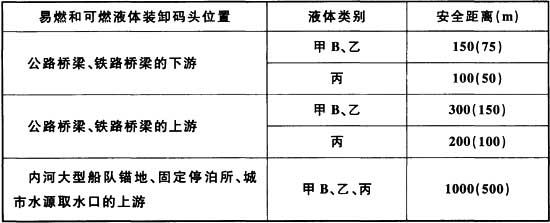 易燃和可燃液体装卸码头位置 液体类别 安全距离(m)
公路桥梁、铁路桥梁的下游 甲B、乙 150(75)
丙 100(50)
公路桥梁、铁路桥梁的上游 甲B、乙 300(150)
丙 200(100)
内河大型船队锚地、固定停泊所、城
市水源取水口的上游 甲B、乙、丙 1000(500)